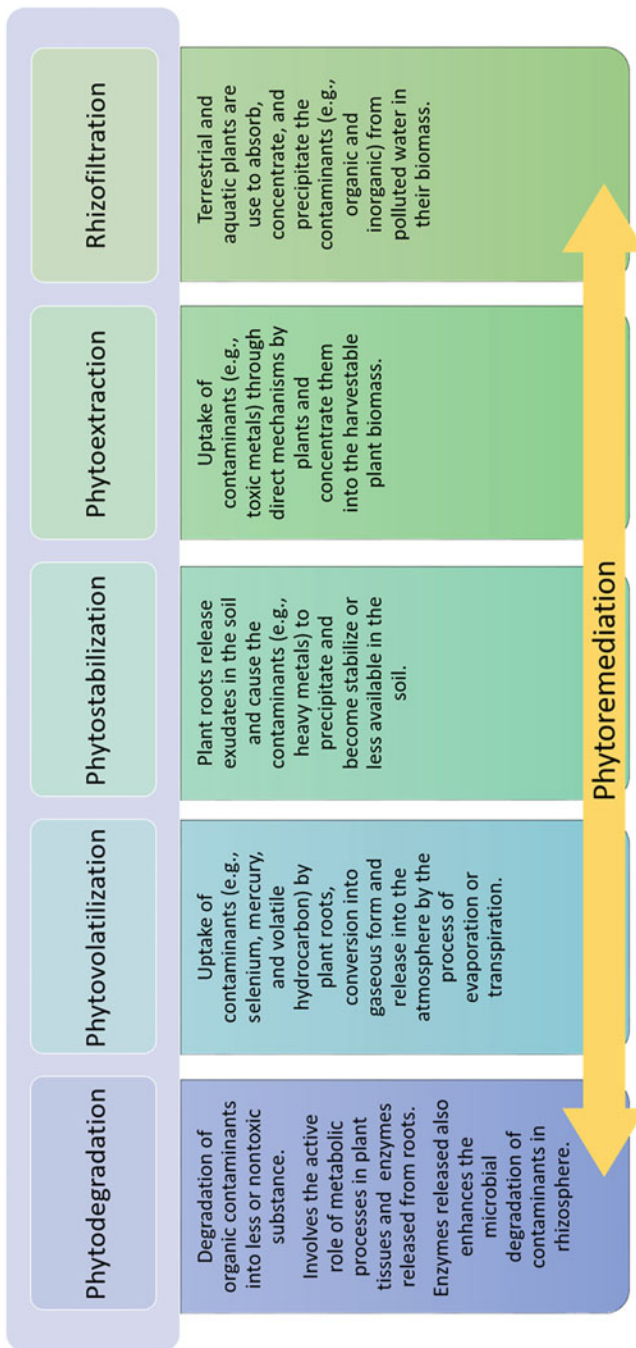 Phytodegradation
Degradation of
organic contaminants
into less or nontoxic
substance.
Involves the active
role of metabolic
processes in plant
tissues and enzymes
released from roots.
Enzymes released also
enhances the
microbial
degradation of
contaminants in
rhizosphere.
Phytovolatilization
Uptake of
contaminants (e.g.,
selenium, mercury,
and volatile
hydrocarbon) by
plant roots,
conversion into
gaseous form and
release into the
atmosphere by the
process of
evaporation or
transpiration.
Phytostabilization
Plant roots release
exudates in the soil
and cause the
contaminants (e.g.,
heavy metals) to
precipitate and
become stabilize or
less available in the
soil.
Phytoextraction
Uptake of
contaminants (e.g.,
toxic metals) through
direct mechanisms by
plants and
concentrate them
into the harvestable
plant biomass.
Rhizofiltration
Terrestrial and
aquatic plants are
use to absorb,
concentrate, and
precipitate the
contaminants (e.g.,
organic and
inorganic) from
polluted water in
their biomass.
Phytoremediation